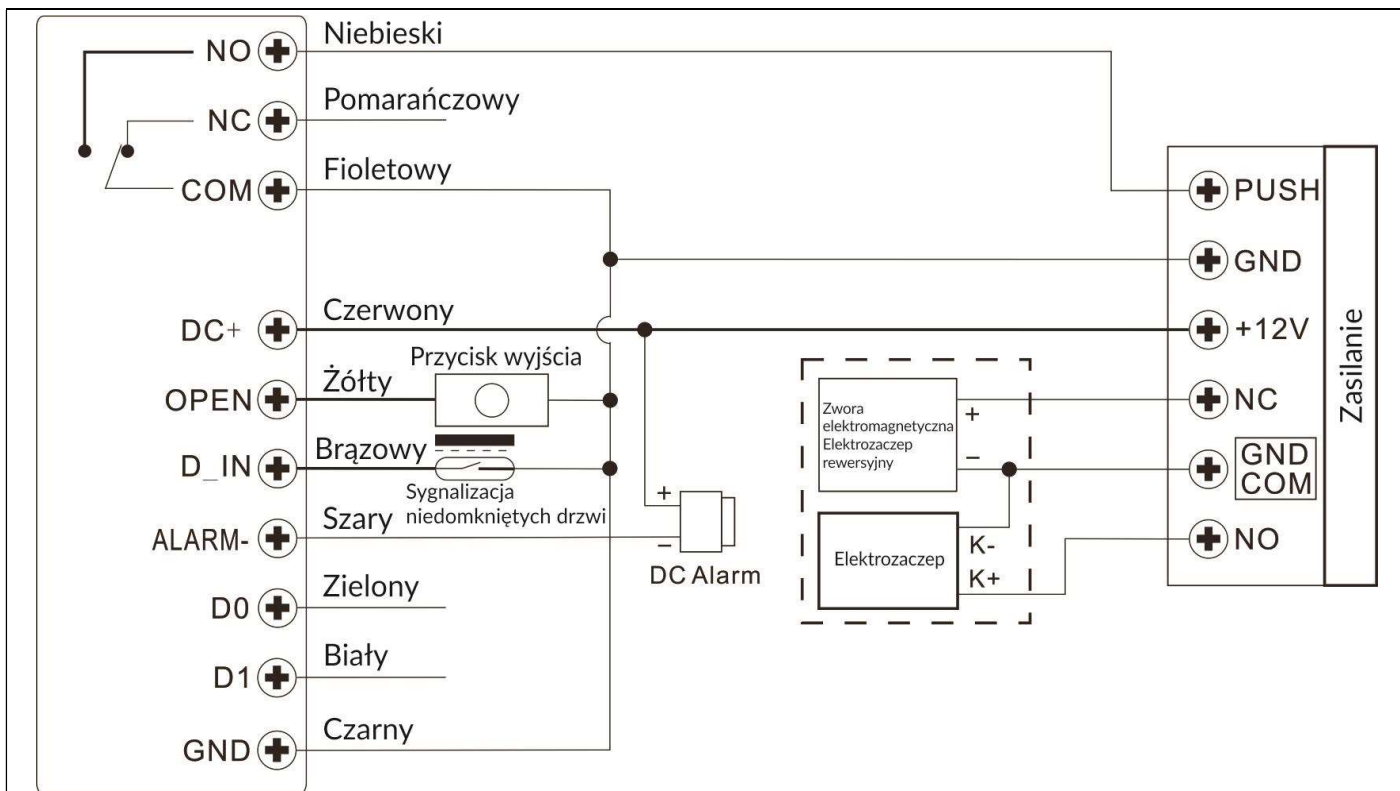 NO Niebieski
NC Pomarańczowy
COM Fioletowy
DC+ Czerwony
OPEN Żółty
Przycisk wyjścia
D_IN Brązowy
Sygnalizacja
niedomkniętych drzwi
ALARM- Szary
+
−
DC Alarm
D0 Zielony
D1 Biały
GND Czarny
Zwora
elektromagnetyczna
Elektrozaczep
rewersyjny
+
−
Elektrozaczep
K-
K+
PUSH
GND
+12V
NC
GND
COM
NO
Zasilanie